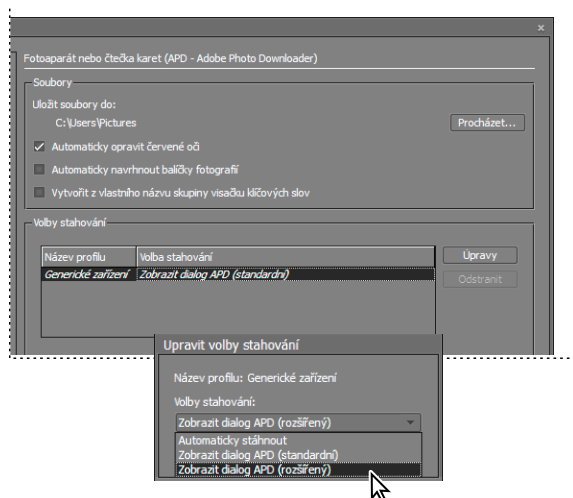 Fotoaparát nebo čtečka karet (APD - Adobe Photo Downloader)
Soubory
Uložit soubory do:
C:\Users\Pictures
Procházet...
Automaticky opravit červené oči
Automaticky navrhnout balíčky fotografií
Vytvořit z vlastního názvu skupiny visačku klíčových slov
Volby stahování
Název profilu Volba stahování
Úpravy
Generické zařízení Zobrazit dialog APD (standardní)
Odstranit
Upravit volby stahování
Název profilu: Generické zařízení
Volby stahování:
Zobrazit dialog APD (rozšířený)
Automaticky stáhnout
Zobrazit dialog APD (standardní)
Zobrazit dialog APD (rozšířený)